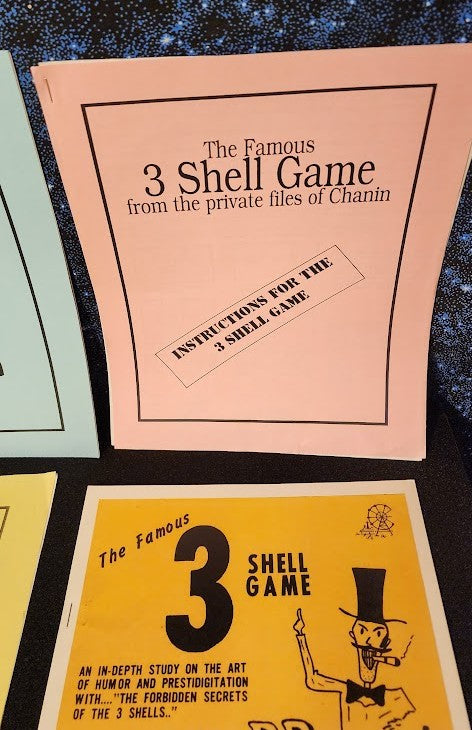 The Famous
3 Shell Game
from the private files of Chanin
INSTRUCTIONS FOR THE
3 SHELL GAME
The Famous
3
SHELL
GAME
AN IN-DEPTH STUDY ON THE ART
OF HUMOR AND PRESTIDIGITATION
WITH...."THE FORBIDDEN SECRETS
OF THE 3 SHELLS.."